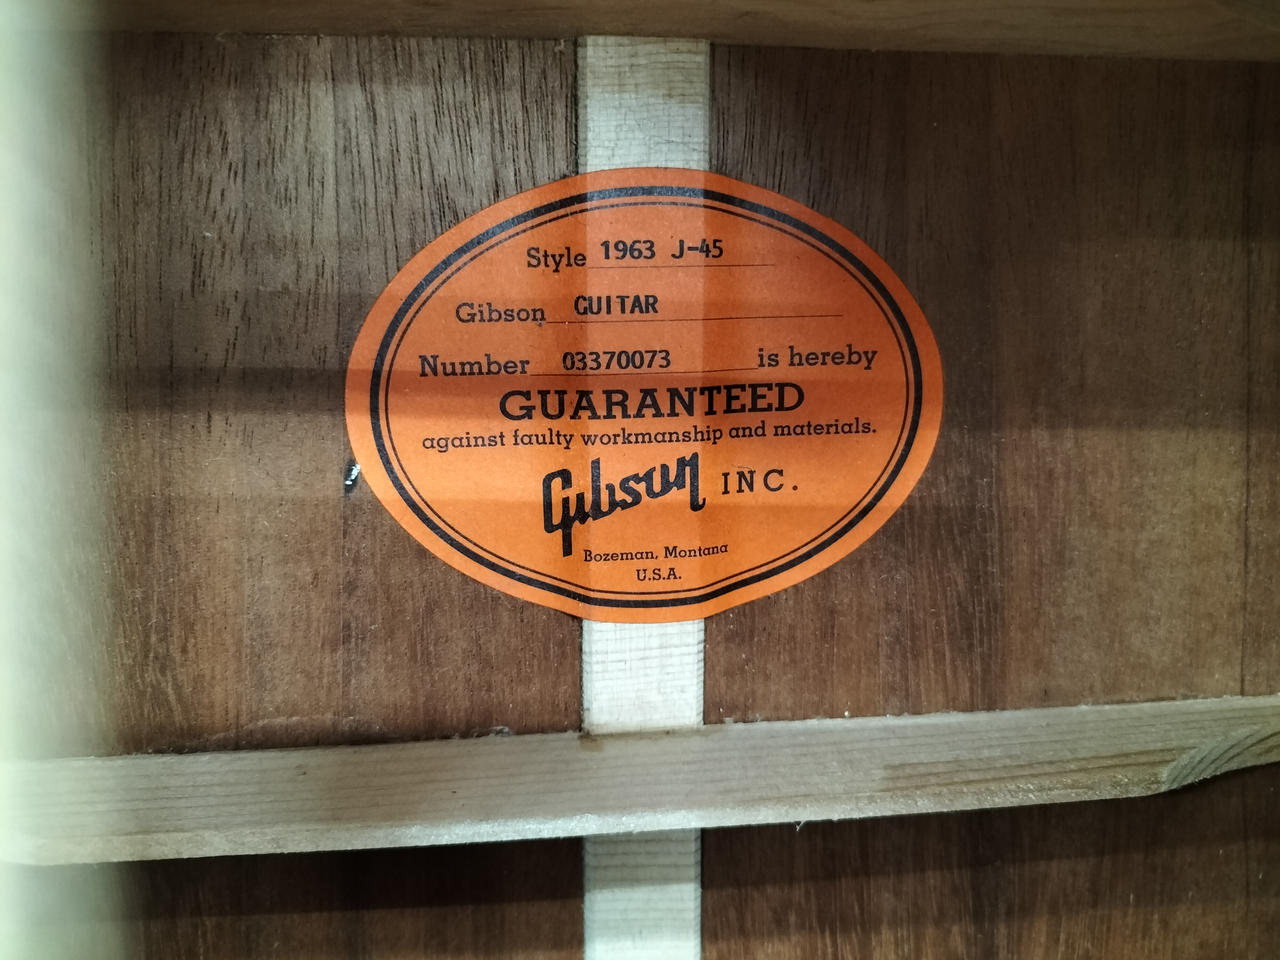 Style 1963 J-45
Gibson GUITAR
Number 03370073 is hereby
GUARANTEED
against faulty workmanship and materials.
Gibson INC.
Bozeman, Montana
U.S.A.